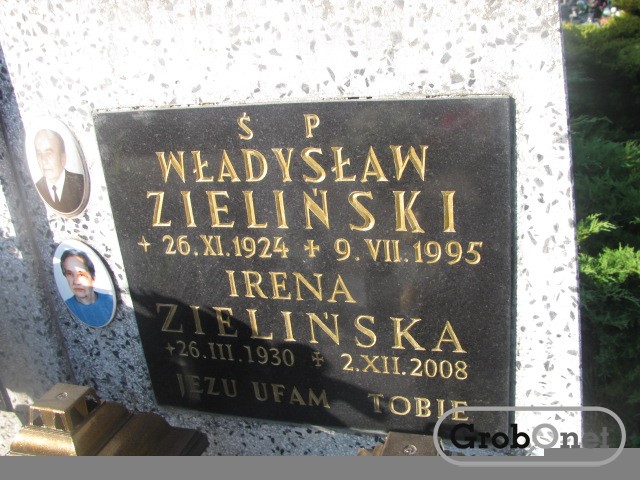 Ś P
WŁADYSŁAW
ZIELIŃSKI
+ 26.XI.1924 + 9.VII.1995
IRENA
ZIELIŃSKA
+26.III.1930 + 2.XII.2008
JEZU UFAM TOBIE
GrobOnet